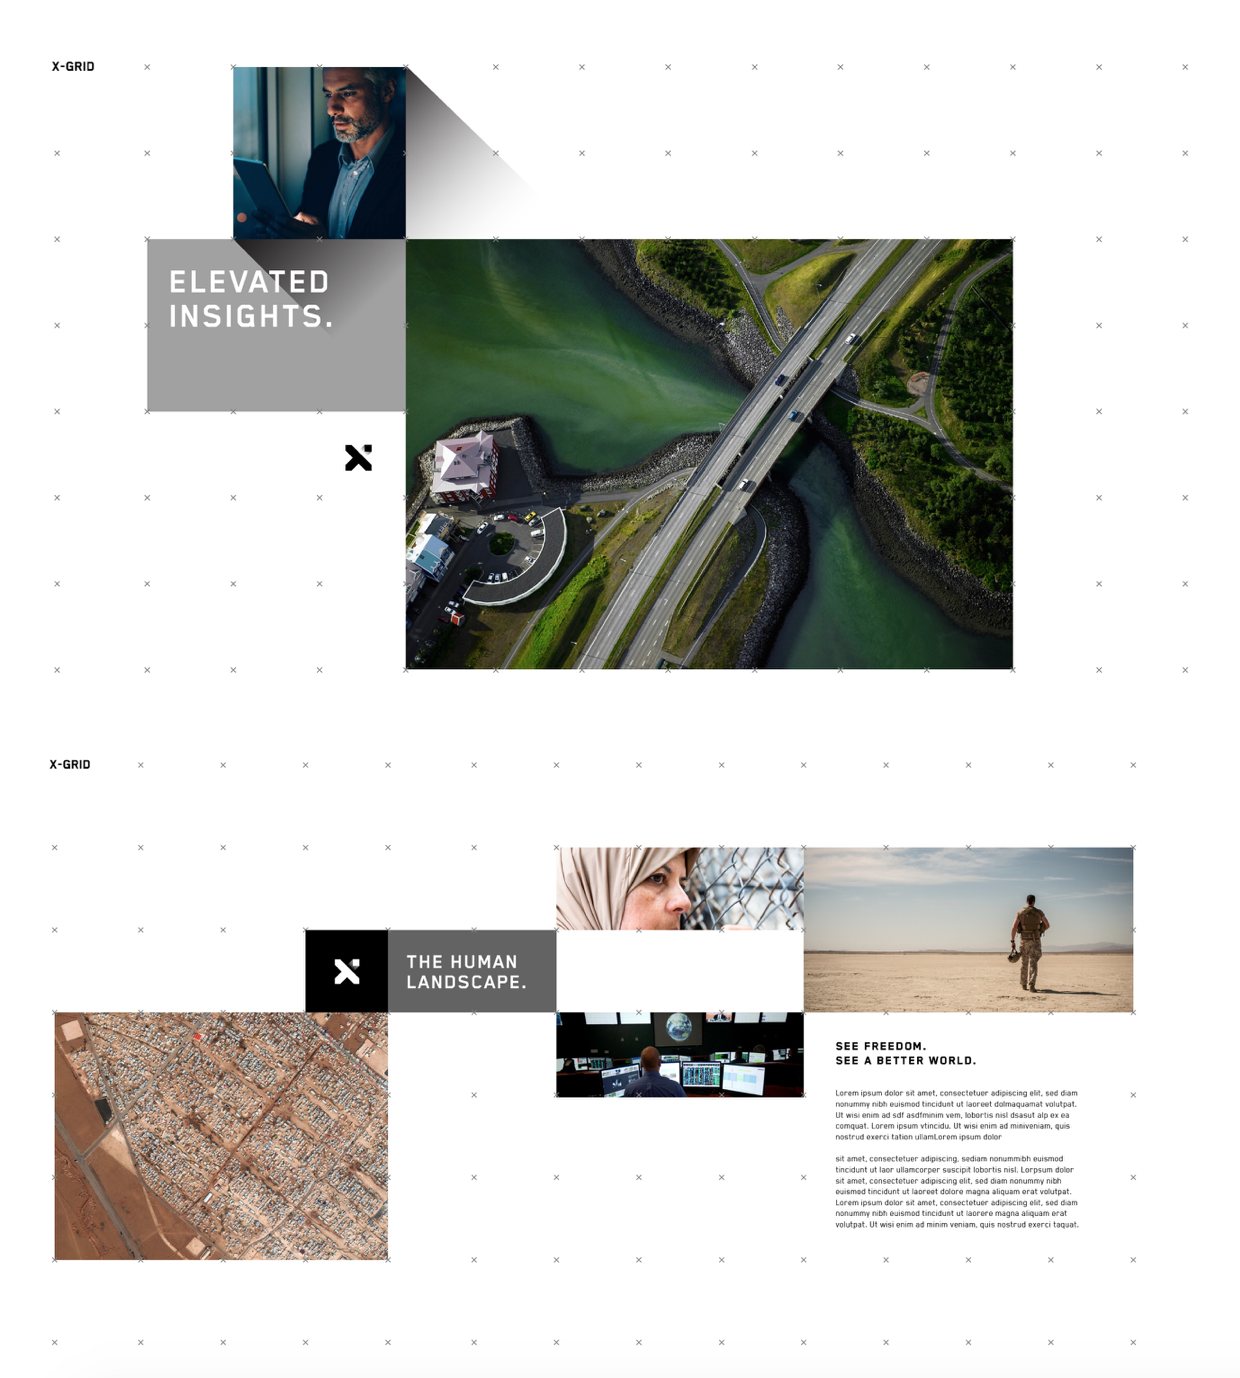 X-GRID
ELEVATED
INSIGHTS.
X-GRID
THE HUMAN
LANDSCAPE.
SEE FREEDOM.
SEE A BETTER WORLD.
Lorem ipsum dolor sit amet, consectetuer adipiscing elit, sed diam
nonummy nibh euismod tincidunt ut laoreet dolmaquamat volutpat.
Ut wisi enim ad sdf asdfminim vem, lobortis nisl dsasut alp ex ea
comquat. Lorem ipsum vtincidu. Ut wisi enim ad miniveniam, quis
nostrud exerci tation ullamLorem ipsum dolor
sit amet, consectetuer adipiscing, sediam nonummibh euismod
tincidunt ut laor ullamcorper suscipit lobortis nisl. Lorpsum dolor
sit amet, consectetuer adipiscing elit, sed diam nonummy nibh
euismod tincidunt ut laoreet dolore magna aliquam erat volutpat.
Lorem ipsum dolor sit amet, consectetuer adipiscing elit, sed diam
nonummy nibh euismod tincidunt ut laorere magna aliquam erat
volutpat. Ut wisi enim ad minim veniam, quis nostrud exerci taquat.